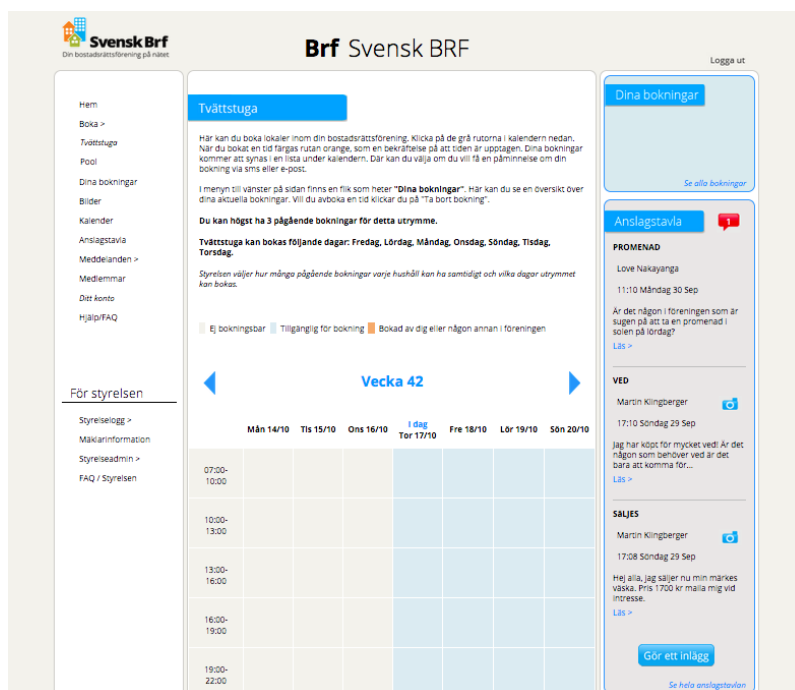 Svensk Brf
Din bostadsrättsförening på nätet
Brf Svensk BRF
Logga ut
Hem
Boka >
Tvättstuga
Pool
Dina bokningar
Bilder
Kalender
Anslagstavla
Meddelanden >
Medlemmar
Ditt konto
Hjälp/FAQ
För styrelsen
Styrelselogg >
Mäklarinformation
Styrelseadmin >
FAQ / Styrelsen
Tvättstuga
Här kan du boka lokaler inom din bostadsrättsförening. Klicka på de grå rutorna i kalendern nedan.
När du bokat en tid färgas rutan orange, som en bekräftelse på att tiden är upptagen. Dina bokningar
kommer att synas i en lista under kalendern. Där kan du välja om du vill få en påminnelse om din
bokning via sms eller e-post.
I menyn till vänster på sidan finns en flik som heter "Dina bokningar". Här kan du se en översikt över
dina aktuella bokningar. Vill du avboka en tid klickar du på "Ta bort bokning".
Du kan högst ha 3 pågående bokningar för detta utrymme.
Tvättstuga kan bokas följande dagar: Fredag, Lördag, Måndag, Onsdag, Söndag, Tisdag,
Torsdag.
Styrelsen väljer hur många pågående bokningar varje hushåll kan ha samtidigt och vilka dagar utrymmet
kan bokas.
Ej bokningsbar Tillgänglig för bokning Bokad av dig eller någon annan i föreningen
Vecka 42
Mån 14/10 Tis 15/10 Ons 16/10 I dag Tor 17/10 Fre 18/10 Lör 19/10 Sön 20/10
07:00-
10:00
10:00-
13:00
13:00-
16:00
16:00-
19:00
19:00-
22:00
Dina bokningar
Se alla bokningar
Anslagstavla
1
PROMENAD
Love Nakayanga
11:10 Måndag 30 Sep
Är det någon i föreningen som är
sugen på att ta en promenad i
solen på lördag?
Läs >
VED
Martin Klingberger
17:10 Söndag 29 Sep
Jag har köpt för mycket ved! Är det
någon som behöver ved är det
bara att komma för...
Läs >
SäLJES
Martin Klingberger
17:08 Söndag 29 Sep
Hej alla, jag säljer nu min märkes
väska. Pris 1700 kr maila mig vid
intresse.
Läs >
Gör ett inlägg
Se hela anslagstavlan